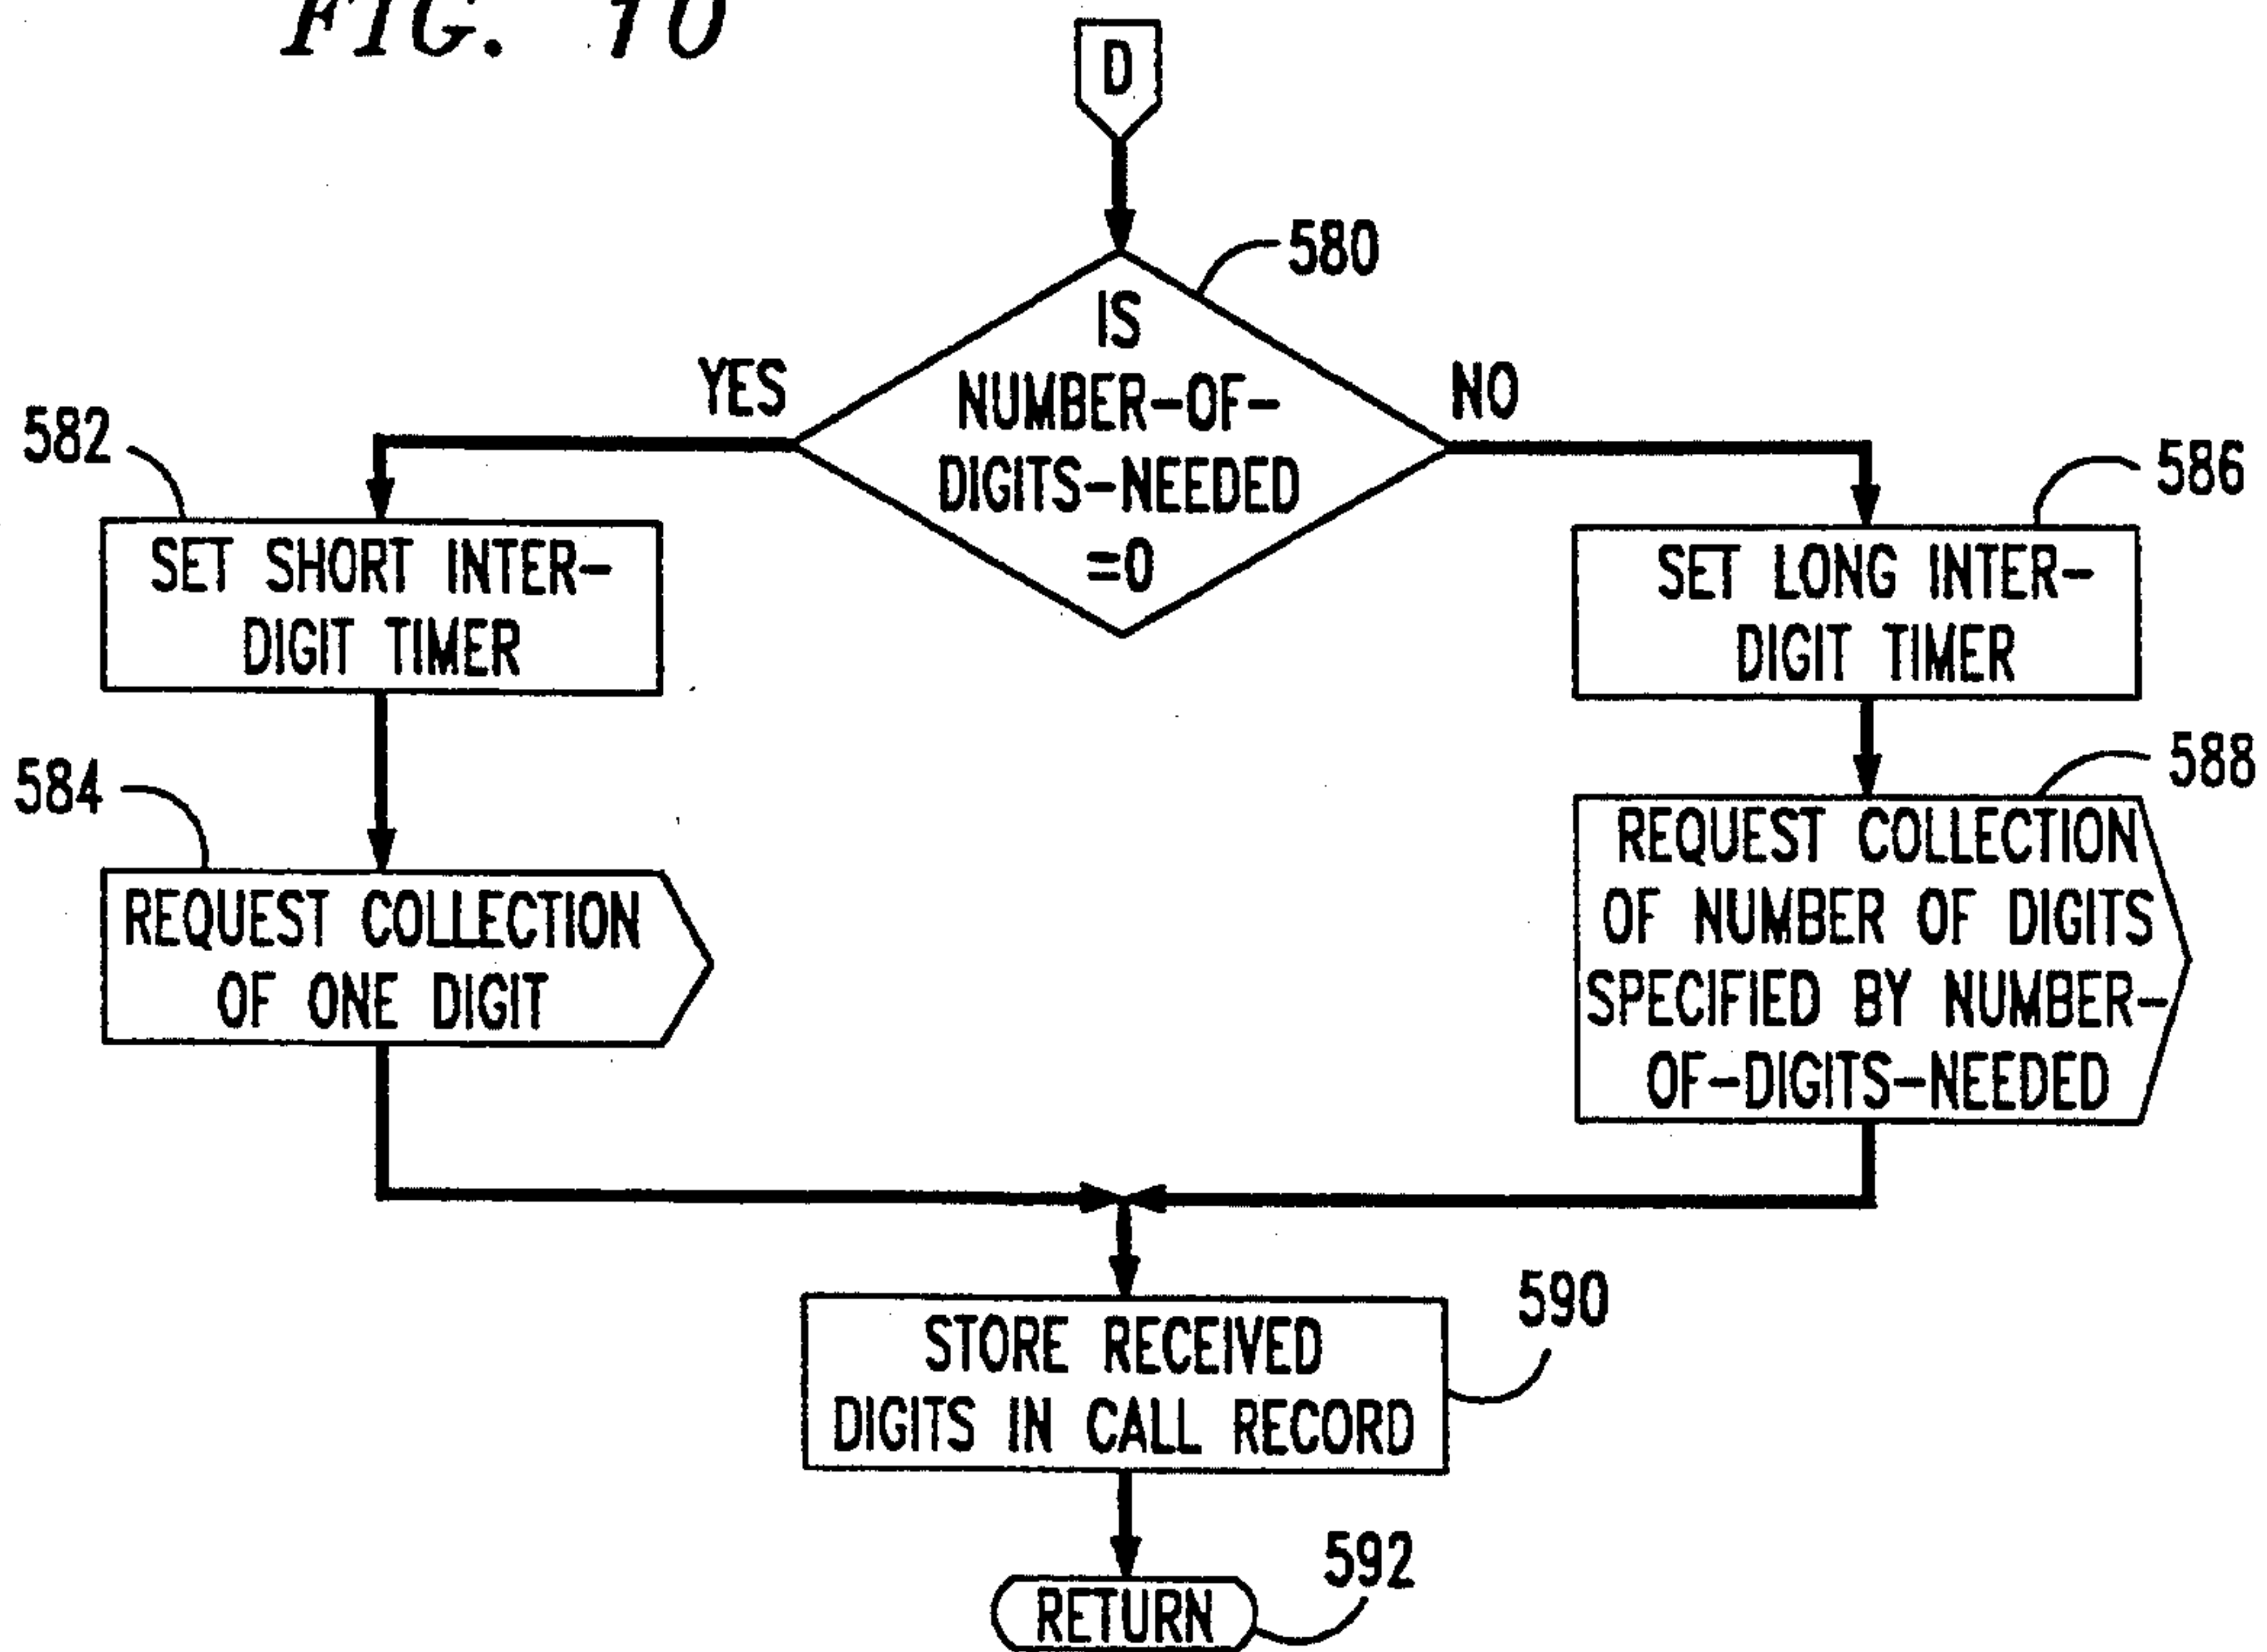 FIG. 10
D
580
IS
NUMBER-OF-
DIGITS-NEEDED
=0
YES
NO
582
SET SHORT INTER-
DIGIT TIMER
586
SET LONG INTER-
DIGIT TIMER
584
REQUEST COLLECTION
OF ONE DIGIT
588
REQUEST COLLECTION
OF NUMBER OF DIGITS
SPECIFIED BY NUMBER-
OF-DIGITS-NEEDED
590
STORE RECEIVED
DIGITS IN CALL RECORD
592
RETURN